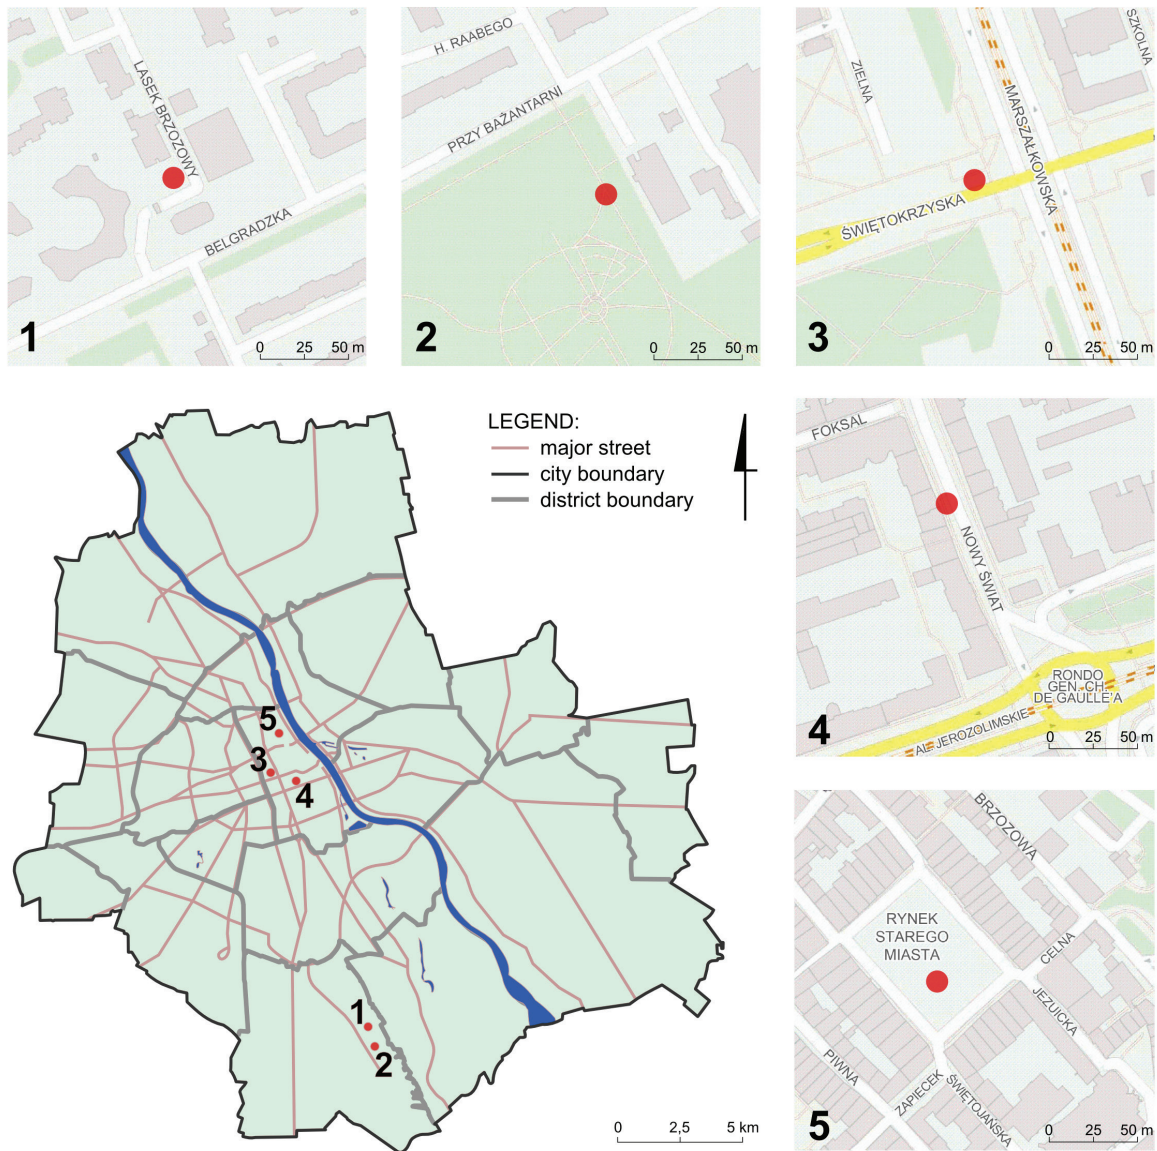 LASEK BRZOZOWY
BELGRADZKA
1
0 25 50 m
H. RAABEGO
PRZY BAŻANTARNI
2
0 25 50 m
ZIELNA
MARSZAŁKOWSKA
SZKOLNA
ŚWIĘTOKRZYSKA
3
0 25 50 m
LEGEND:
major street
city boundary
district boundary
5
3
4
1
2
0 2,5 5 km
FOKSAL
NOWY ŚWIAT
RONDO
GEN. CH.
DE GAULLE'A
AL. JEROZOLIMSKIE
4
0 25 50 m
BRZOZOWA
RYNEK
STAREGO
MIASTA
CELNA
JEZUICKA
PIWNA
ZAPIECEK
ŚWIĘTOJAŃSKA
5
0 25 50 m